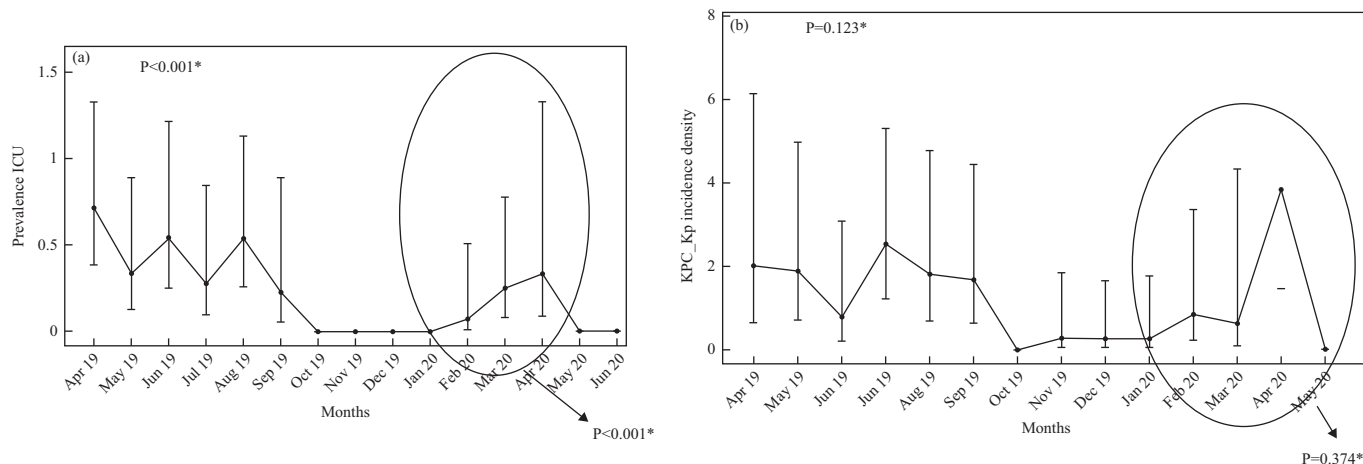 (a)
P<0.001*
1.5
1
0.5
0
Prevalence ICU
Apr 19
May 19
Jun 19
Jul 19
Aug 19
Sep 19
Oct 19
Nov 19
Dec 19
Jan 20
Feb 20
Mar 20
Apr 20
May 20
Jun 20
Months
P<0.001*
(b)
P=0.123*
8
6
4
2
0
KPC_Kp incidence density
Apr 19
May 19
Jun 19
Jun 19
Aug 19
Sep 19
Oct 19
Nov 19
Dec 19
Jan 20
Feb 20
Mar 20
Apr 20
May 20
Months
P=0.374*